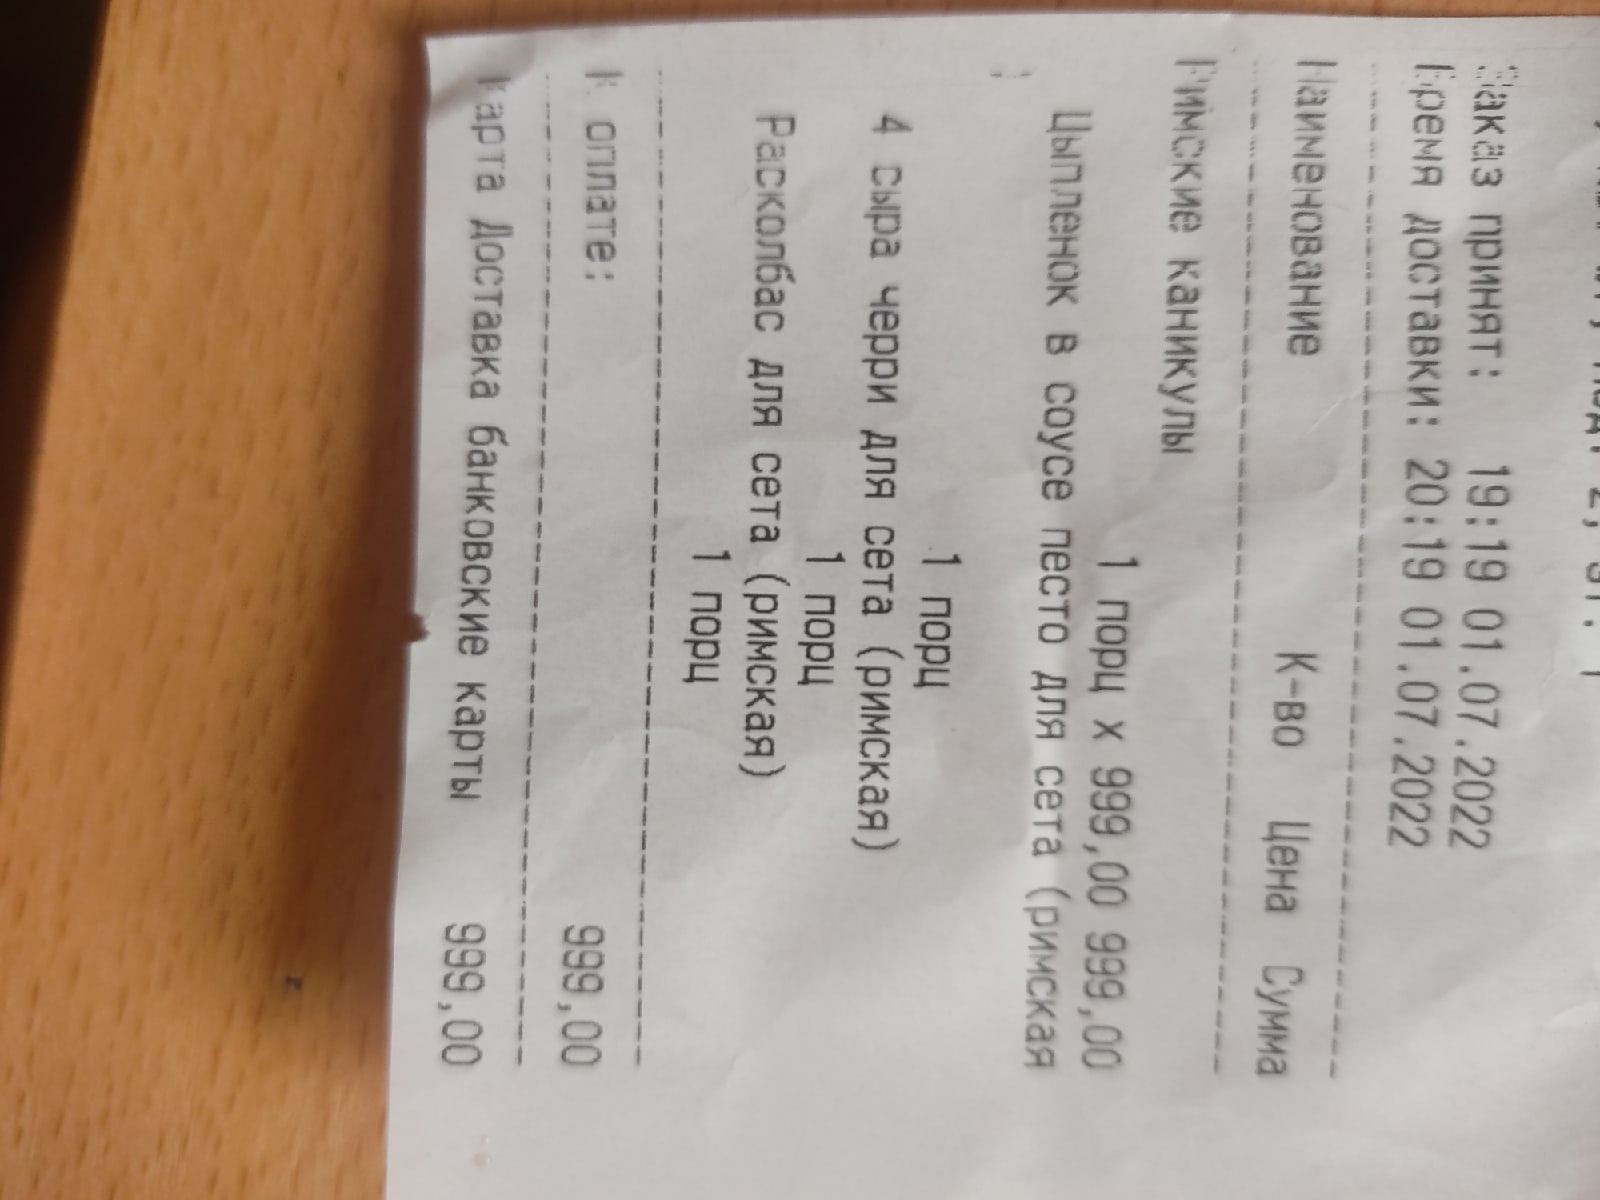 Заказ принят: 19:19 01.07.2022
Время доставки: 20:19 01.07.2022
Наименование К-во Цена Сумма
Римские каникулы
1 порц x 999,00 999,00
Цыпленок в соусе песто для сета (римская
)
1 порц
4 сыра черри для сета (римская)
1 порц
Расколбас для сета (римская)
1 порц
К оплате: 999,00
Карта Доставка банковские карты 999,00